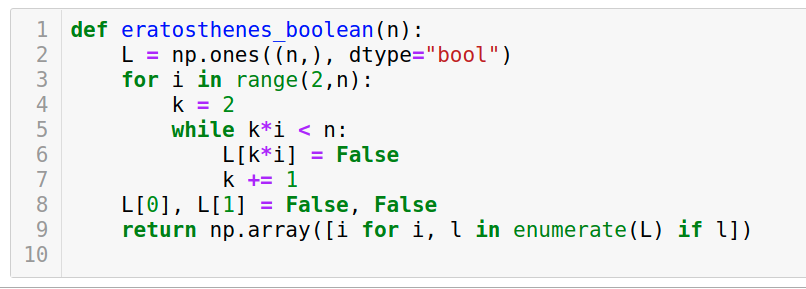 1 def eratosthenes_boolean(n):
2     L = np.ones((n,), dtype="bool")
3     for i in range(2,n):
4         k = 2
5         while k*i < n:
6             L[k*i] = False
7             k += 1
8     L[0], L[1] = False, False
9     return np.array([i for i, l in enumerate(L) if l])
10